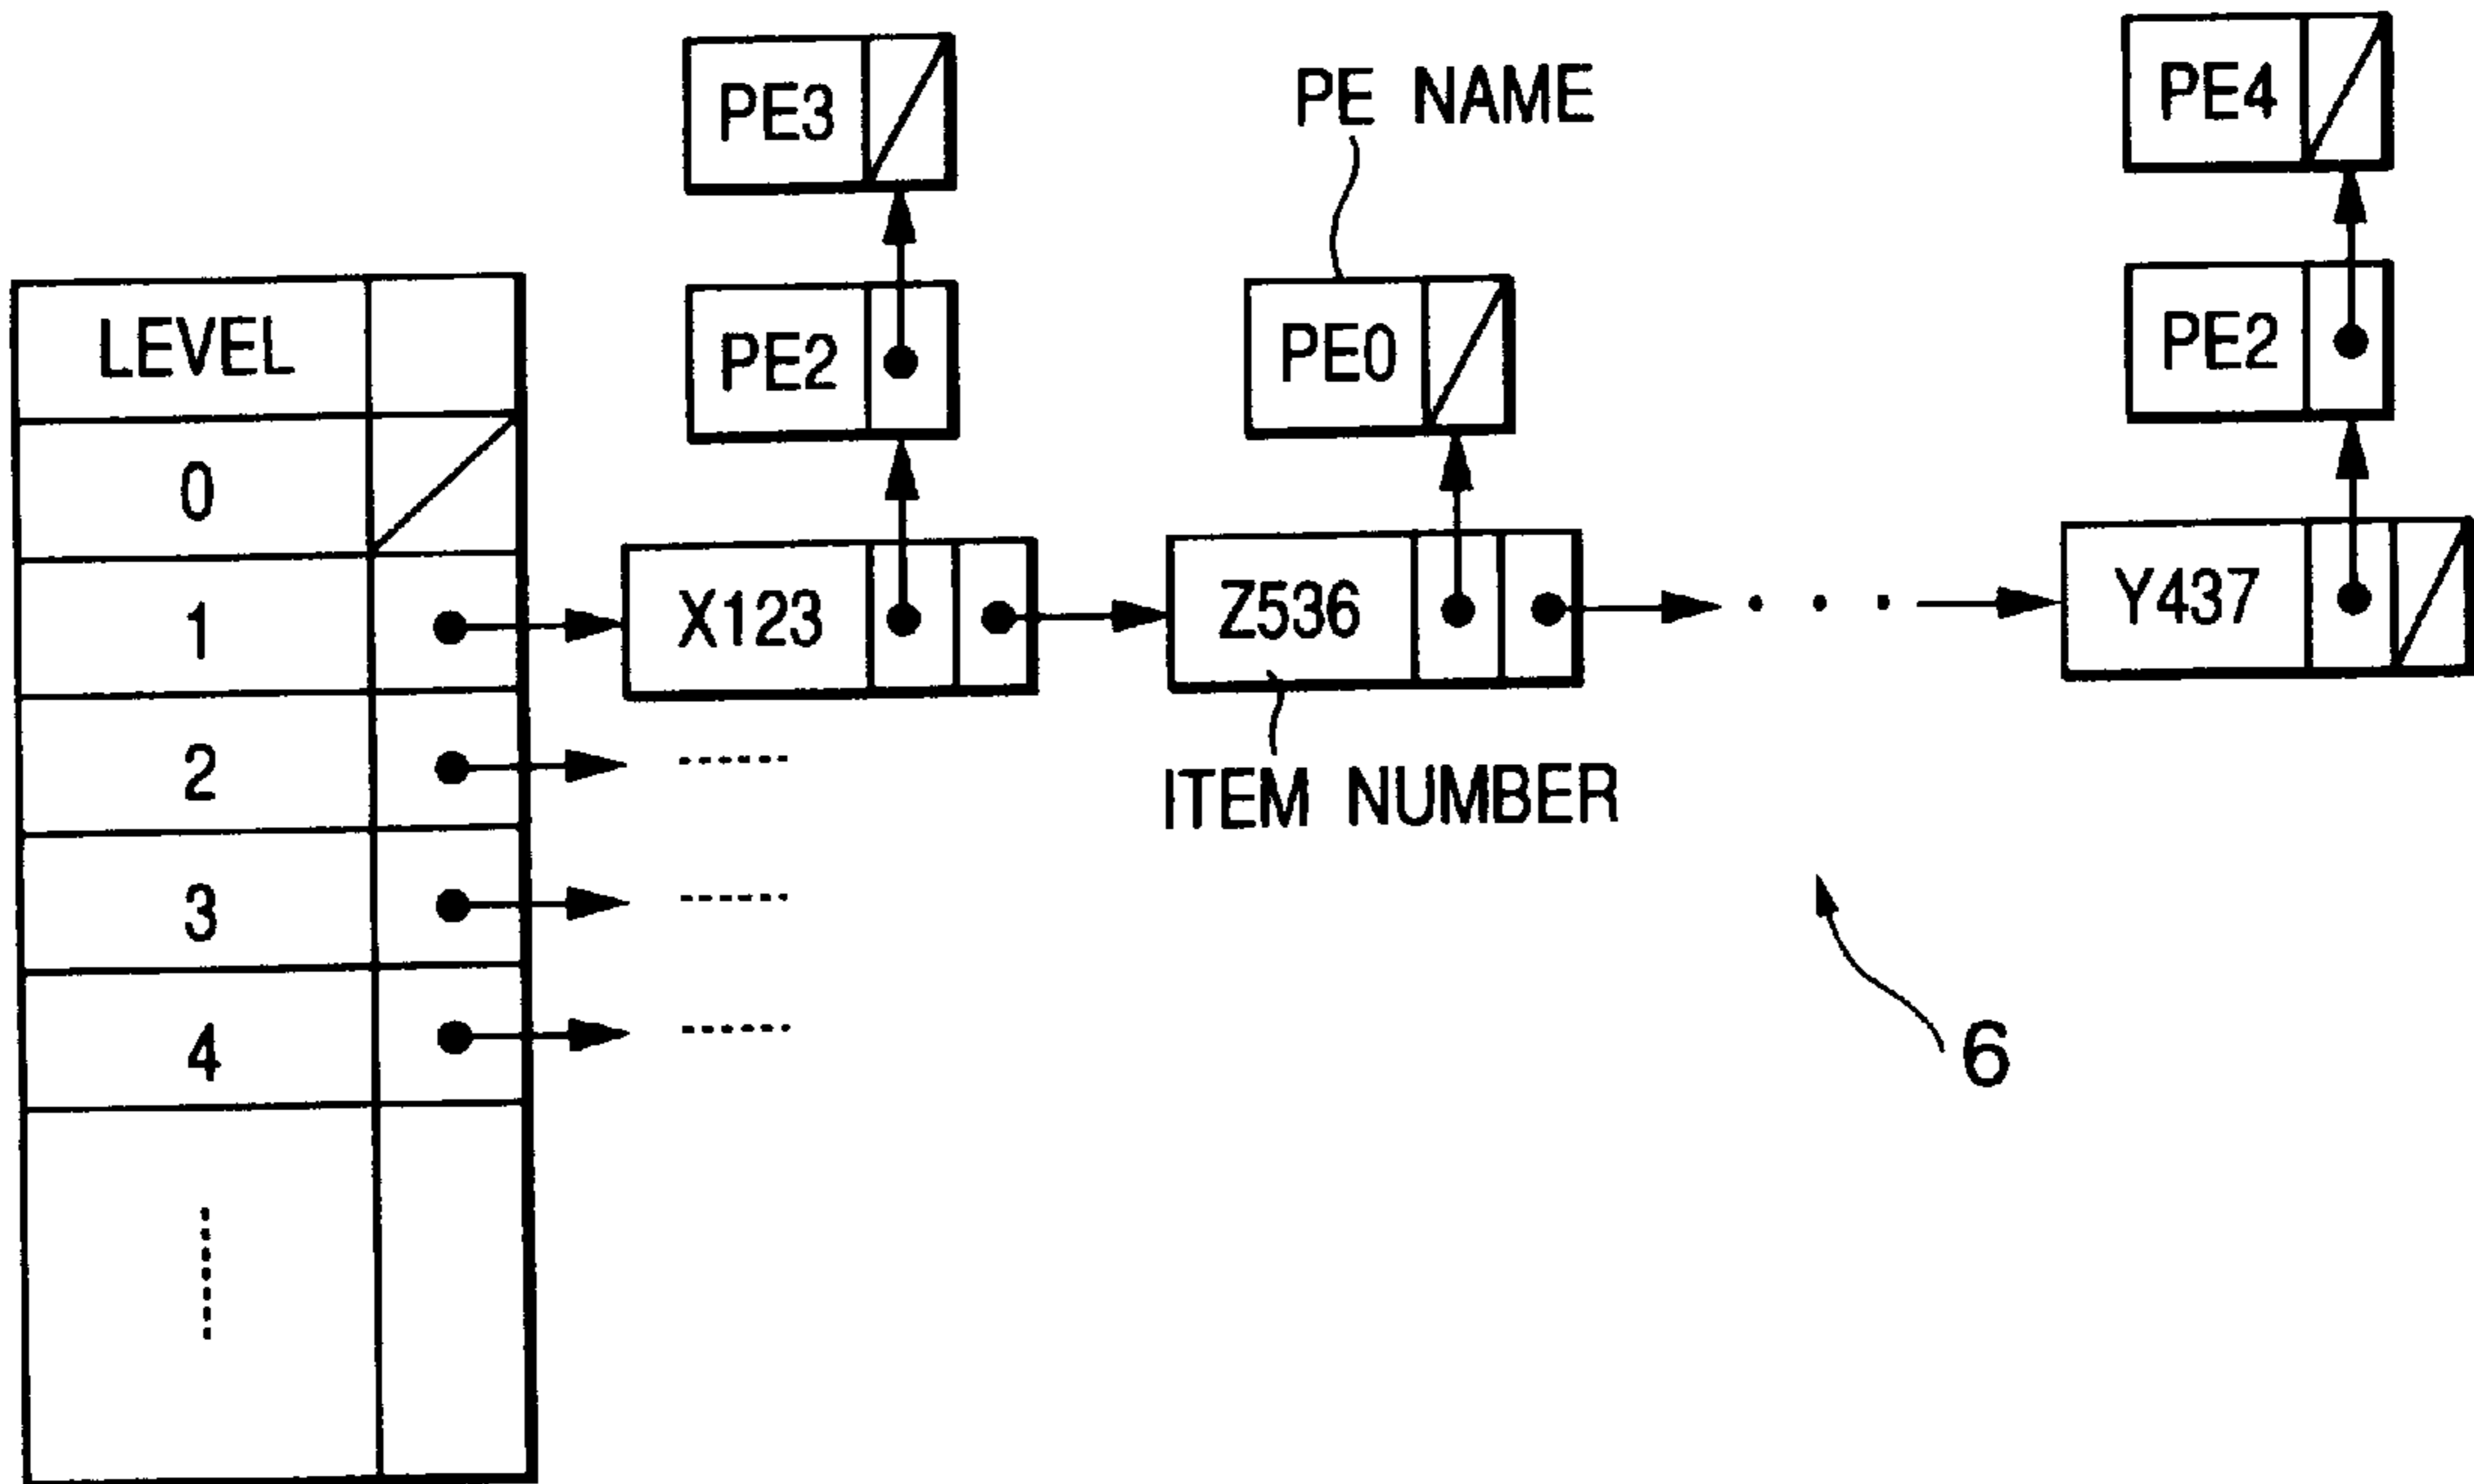 PE3
PE NAME
PE4
LEVEL
PE2
PE0
PE2
0
1
X123
Z536
Y437
2
ITEM NUMBER
3
4
6